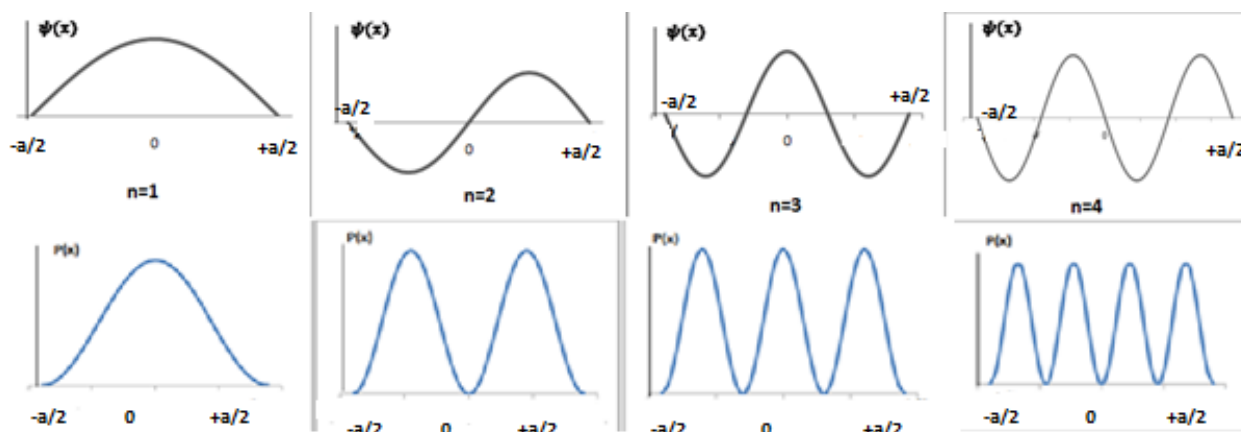 ψ(x)
-a/2 0 +a/2
n=1
ψ(x)
-a/2 0 +a/2
n=2
ψ(x)
-a/2 0 +a/2
n=3
ψ(x)
-a/2 0 +a/2
n=4
P(x)
-a/2 0 +a/2
P(x)
-a/2 0 +a/2
P(x)
-a/2 0 +a/2
P(x)
-a/2 0 +a/2